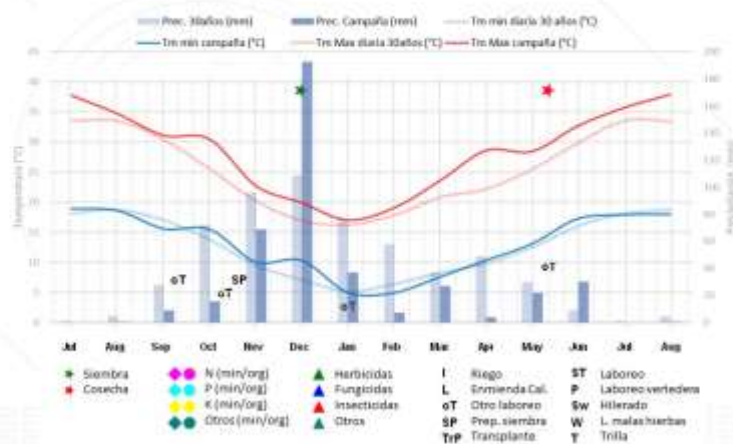 Prec. 30años (mm) Prec. Campaña (mm) Tm min diaria 30 años (°C)
Tm min campaña (°C) Tm Max diaria 30años (°C) Tm Max campaña (°C)
Temperatura (°C)
oT
oT
SP
oT
oT
Jul Aug Sep Oct Nov Dec Jan Feb Mar Apr May Jun Jul Aug
Siembra N (min/org) Herbicidas I Riego ST Laboreo
Cosecha P (min/org) Fungicidas L Enmienda Cal. P Laboreo vertedera
K (min/org) Insecticidas oT Otro laboreo Sw Hilerado
Otros (min/org) Otros SP Prep. siembra W L. malas hierbas
TrP Transplante T Trilla